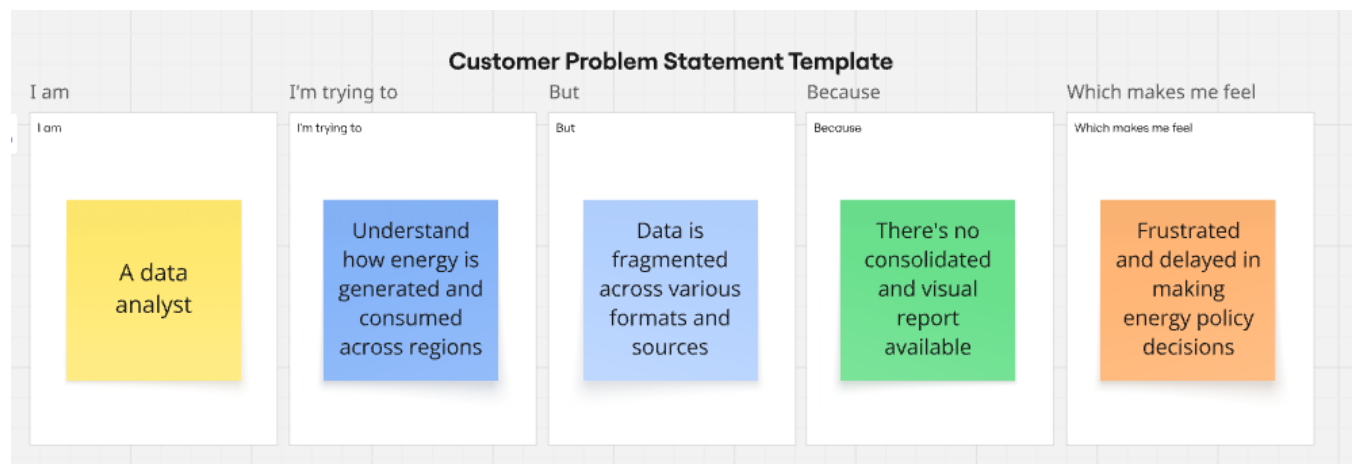 Customer Problem Statement Template
I am
I'm trying to
But
Because
Which makes me feel
I am
I'm trying to
But
Because
Which makes me feel
A data
analyst
Understand
how energy is
generated and
consumed
across regions
Data is
fragmented
across various
formats and
sources
There's no
consolidated
and visual
report
available
Frustrated
and delayed in
making
energy policy
decisions